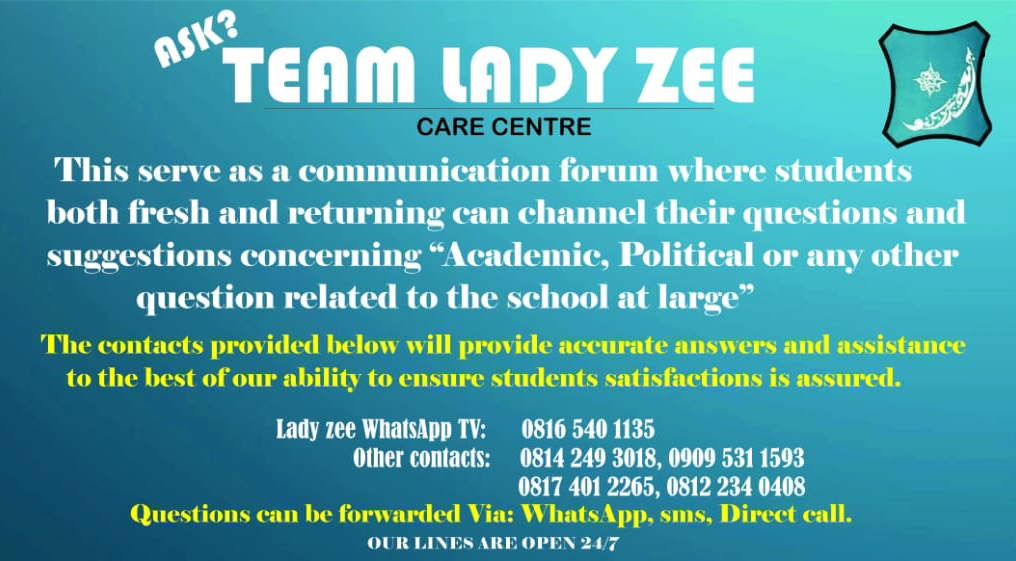 ASK?
TEAM LADY ZEE
CARE CENTRE
This serve as a communication forum where students
both fresh and returning can channel their questions and
suggestions concerning “Academic, Political or any other
question related to the school at large”
The contacts provided below will provide accurate answers and assistance
to the best of our ability to ensure students satisfactions is assured.
Lady zee WhatsApp TV: 0816 540 1135
Other contacts: 0814 249 3018, 0909 531 1593
0817 401 2265, 0812 234 0408
Questions can be forwarded Via: WhatsApp, sms, Direct call.
OUR LINES ARE OPEN 24/7